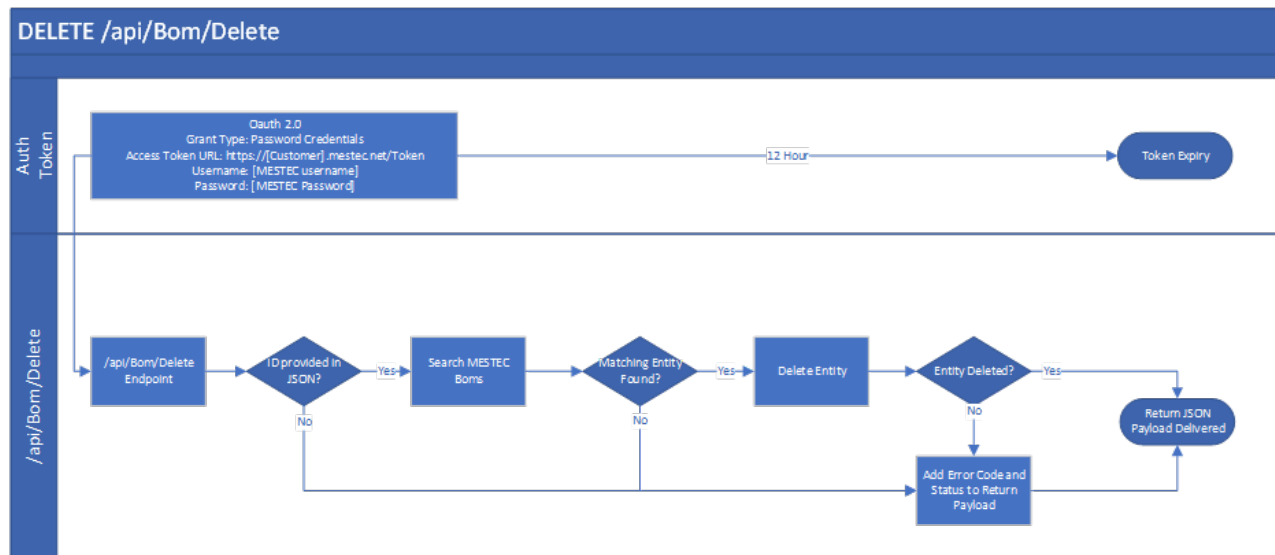 DELETE /api/Bom/Delete
Auth
Token
Oauth 2.0
Grant Type: Password Credentials
Access Token URL: https://[Customer].mestec.net/Token
Username: [MESTEC username]
Password: [MESTEC Password]
12 Hour
Token Expiry
/api/Bom/Delete
/api/Bom/Delete
Endpoint
ID provided in
JSON?
Yes
No
Search MESTEC
Boms
Matching Entity
Found?
Yes
No
Delete Entity
Entity Deleted?
Yes
No
Return JSON
Payload Delivered
Add Error Code and
Status to Return
Payload